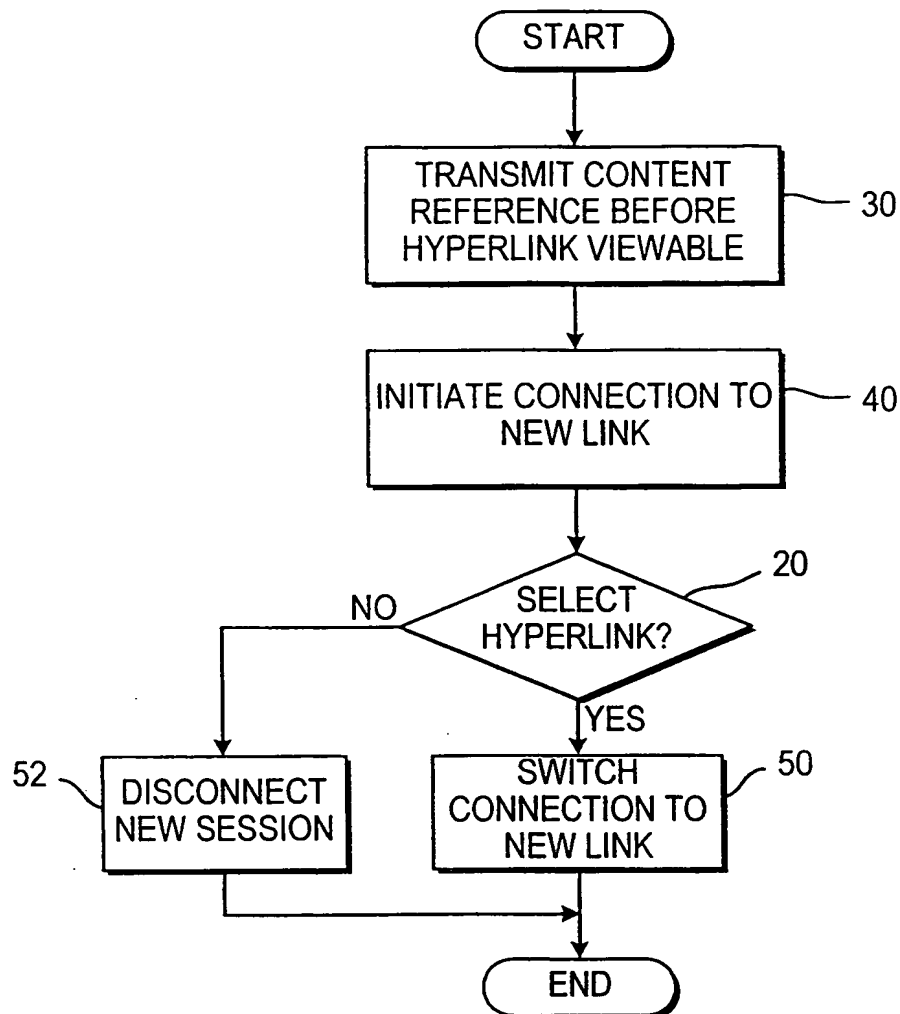 START
TRANSMIT CONTENT
REFERENCE BEFORE
HYPERLINK VIEWABLE
30
INITIATE CONNECTION TO
NEW LINK
40
20
SELECT
HYPERLINK?
NO
YES
52
DISCONNECT
NEW SESSION
SWITCH
CONNECTION TO
NEW LINK
50
END